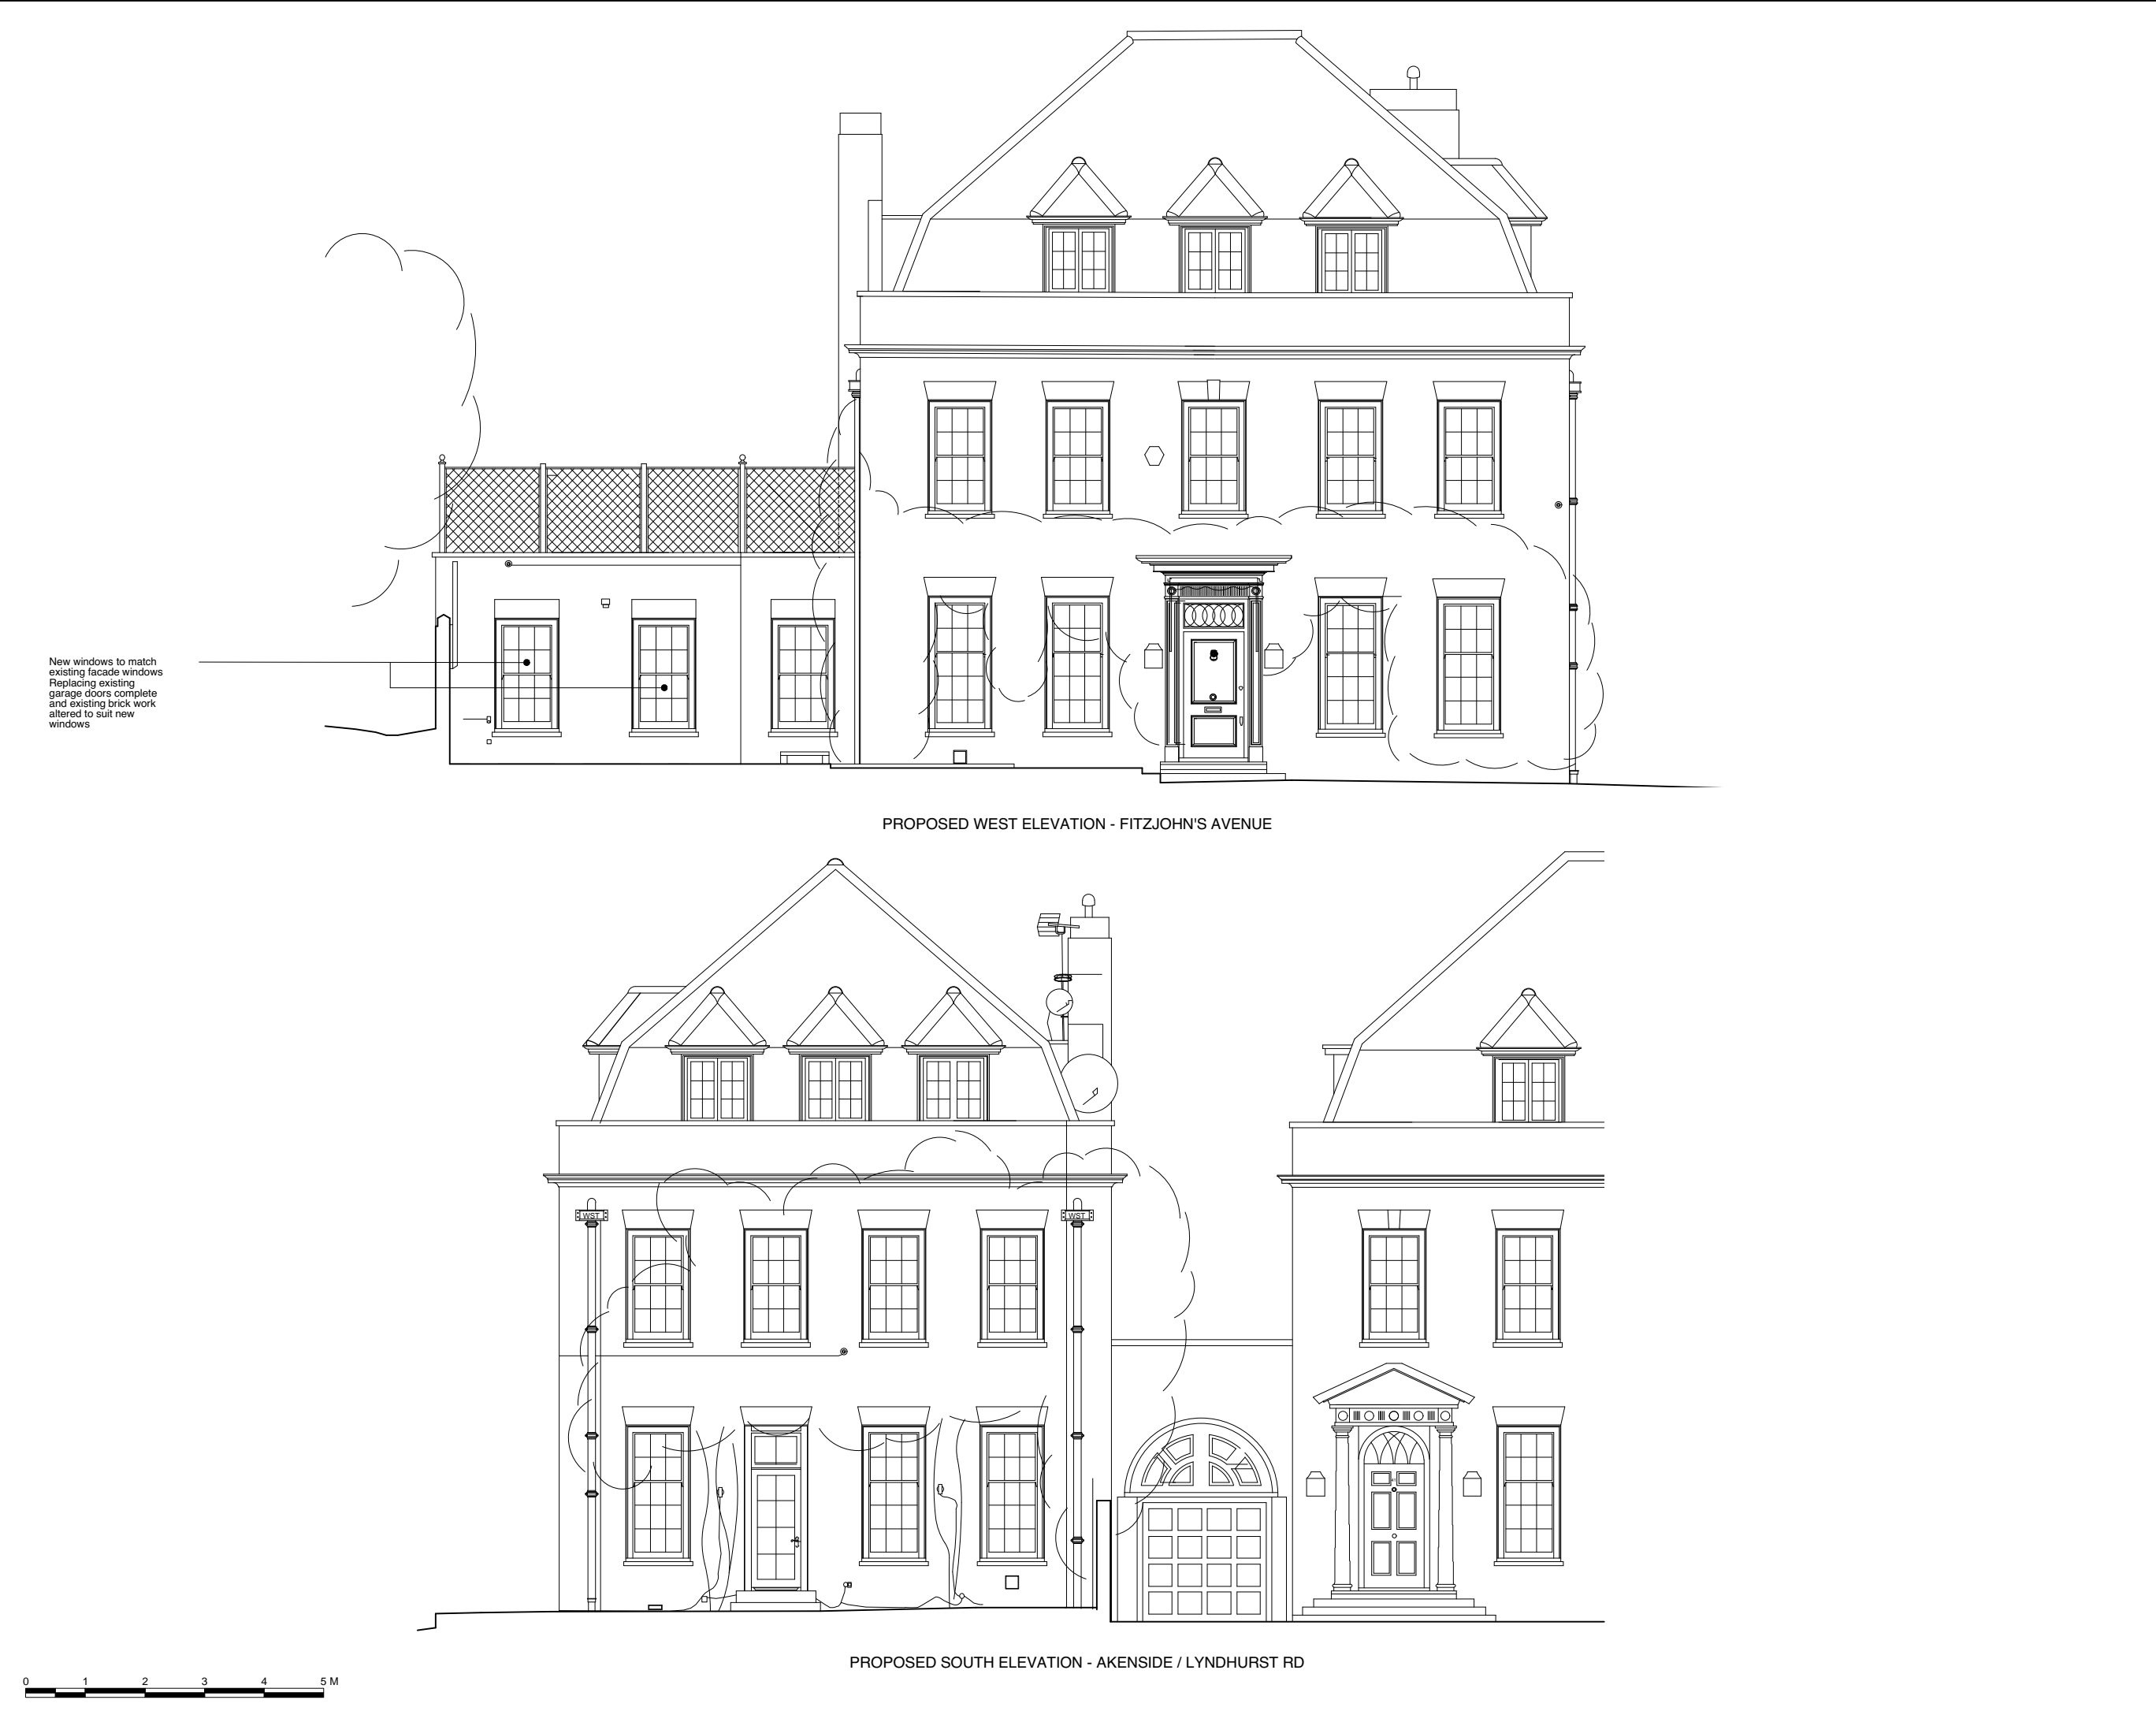 New windows to match
existing facade windows
Replacing existing
garage doors complete
and existing brick work
altered to suit new
windows
PROPOSED WEST ELEVATION - FITZJOHN'S AVENUE
WST WST
PROPOSED SOUTH ELEVATION - AKENSIDE / LYNDHURST RD
0 1 2 3 4 5 M